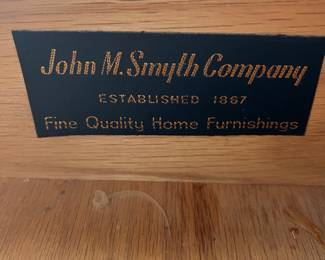 John M. Smyth Company
ESTABLISHED 1867
Fine Quality Home Furnishings